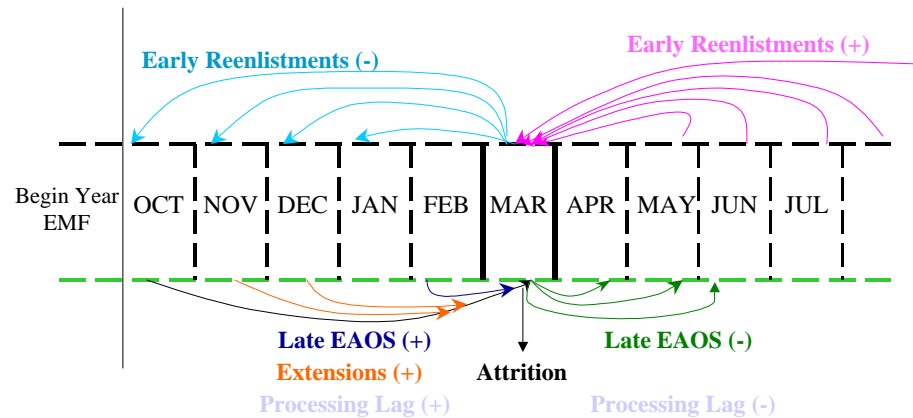 Early Reenlistments (-)
Early Reenlistments (+)
Begin Year
EMF
OCT NOV DEC JAN FEB MAR APR MAY JUN JUL
Late EAOS (+)
Late EAOS (-)
Extensions (+)
Attrition
Processing Lag (+)
Processing Lag (-)